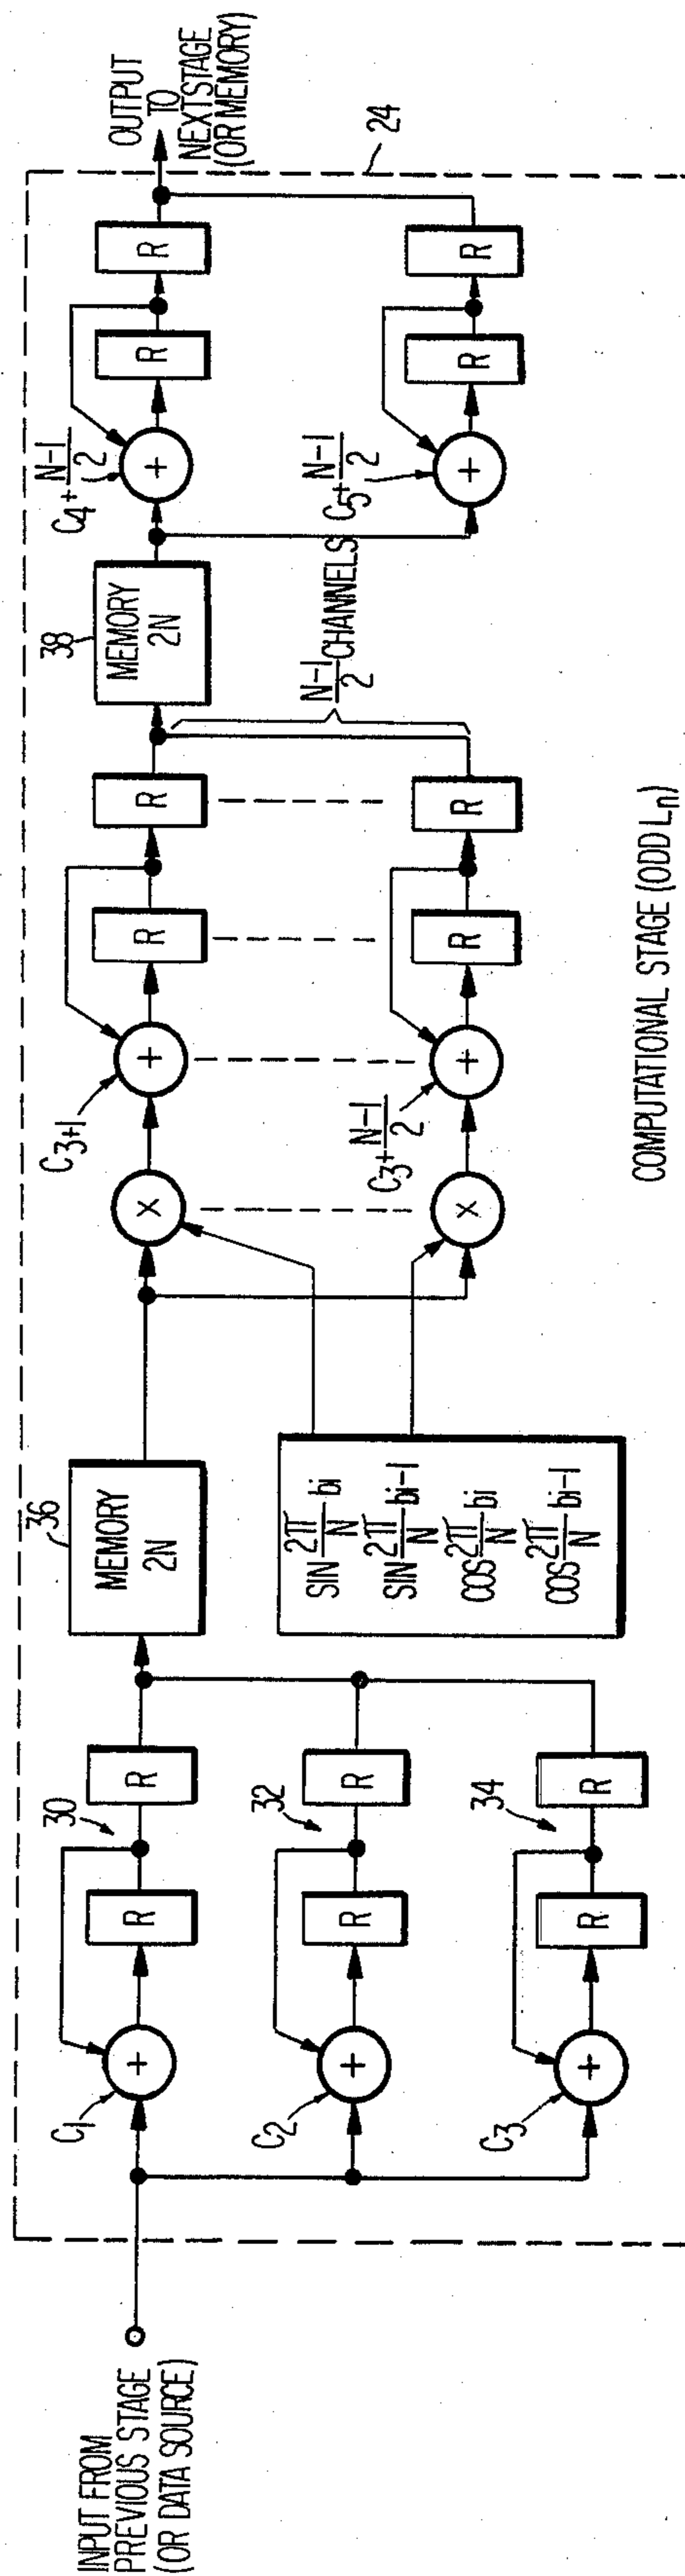 INPUT FROM
PREVIOUS STAGE
(OR DATA SOURCE)
C1
+
R
30
R
C2
+
R
32
R
C3
+
R
34
R
36
MEMORY
2N
SIN 2π/N bi
SIN 2π/N bi-1
COS 2π/N bi
COS 2π/N bi-1
X
C3+1
+
R
R
X
C3+ N-1/2
+
R
R
N-1/2 CHANNELS
38
MEMORY
2N
C4+ N-1/2
+
R
R
C5+ N-1/2
+
R
R
OUTPUT
TO
NEXT STAGE
(OR MEMORY)
24
COMPUTATIONAL STAGE (ODD Ln)